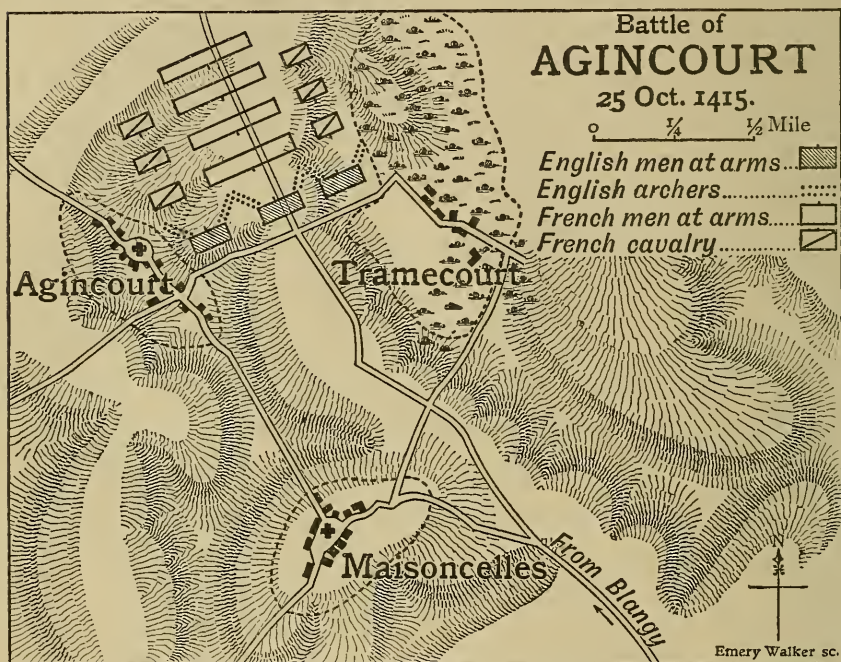 Battle of
AGINCOURT
25 Oct. 1415.
0 ¼ ½ Mile
English men at arms...
English archers............
French men at arms....
French cavalry...........
Agincourt
Tramecourt
Maisoncelles
From Blangy
N
Emery Walker sc.